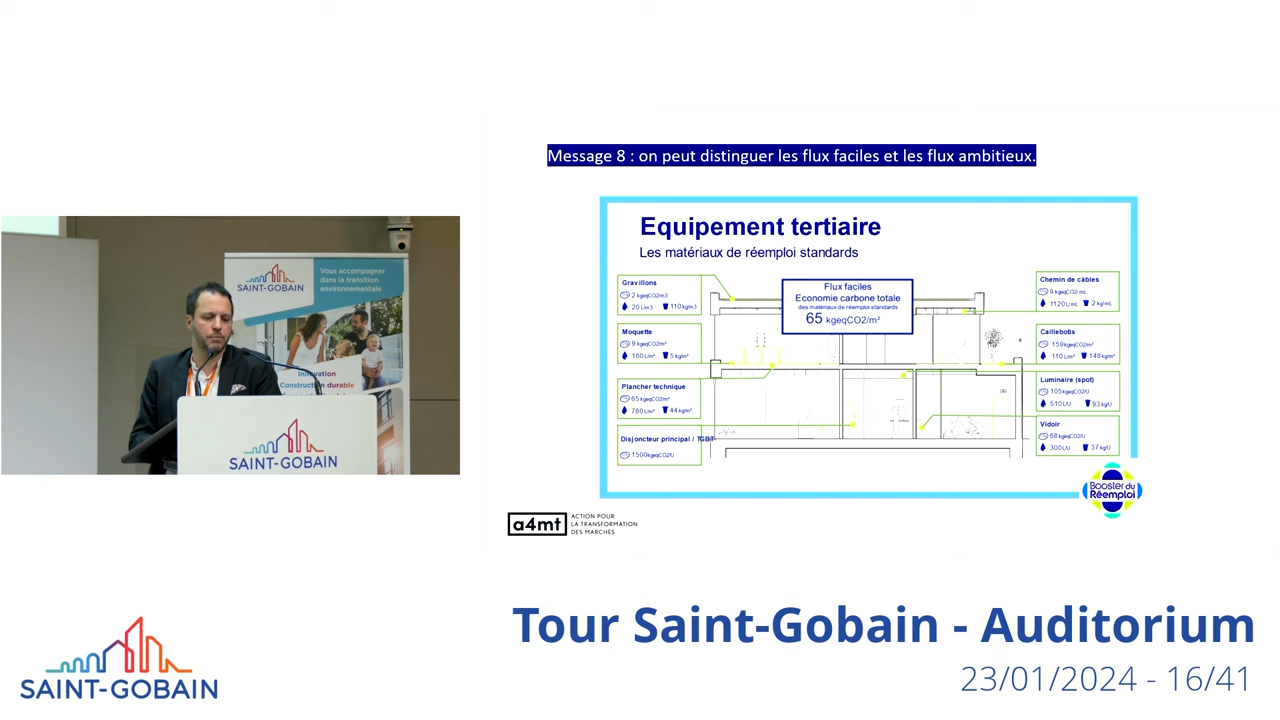 Message 8 : on peut distinguer les flux faciles et les flux ambitieux.
Equipement tertiaire
Les matériaux de réemploi standards
Gravillons
2 kgeqCO2/m3
20 L/m3 110 kg/m3
Moquette
9 kgeqCO2/m²
160 L/m² 5 kg/m²
Plancher technique
65 kgeqCO2/m²
780 L/m² 44 kg/m²
Disjoncteur principal / TGBT
1500 kgeqCO2/U
Flux faciles
Economie carbone totale
des matériaux de réemploi standards
65 kgeqCO2/m²
Chemin de câbles
9 kgeqCO2/mL
1120 L/mL 2 kg/mL
Caillebotis
159 kgeqCO2/m²
110 L/m² 148 kg/m²
Luminaire (spot)
105 kgeqCO2/U
510 L/U 93 kg/U
Vidoir
68 kgeqCO2/U
300 L/U 37 kg/U
Booster du
Réemploi
a4mt
ACTION POUR
LA TRANSFORMATION
DES MARCHÉS
SAINT-GOBAIN
Vous accompagner
dans la transition
environnementale
Innovation
Construction durable
SAINT-GOBAIN
Tour Saint-Gobain - Auditorium
23/01/2024 - 16/41
SAINT-GOBAIN